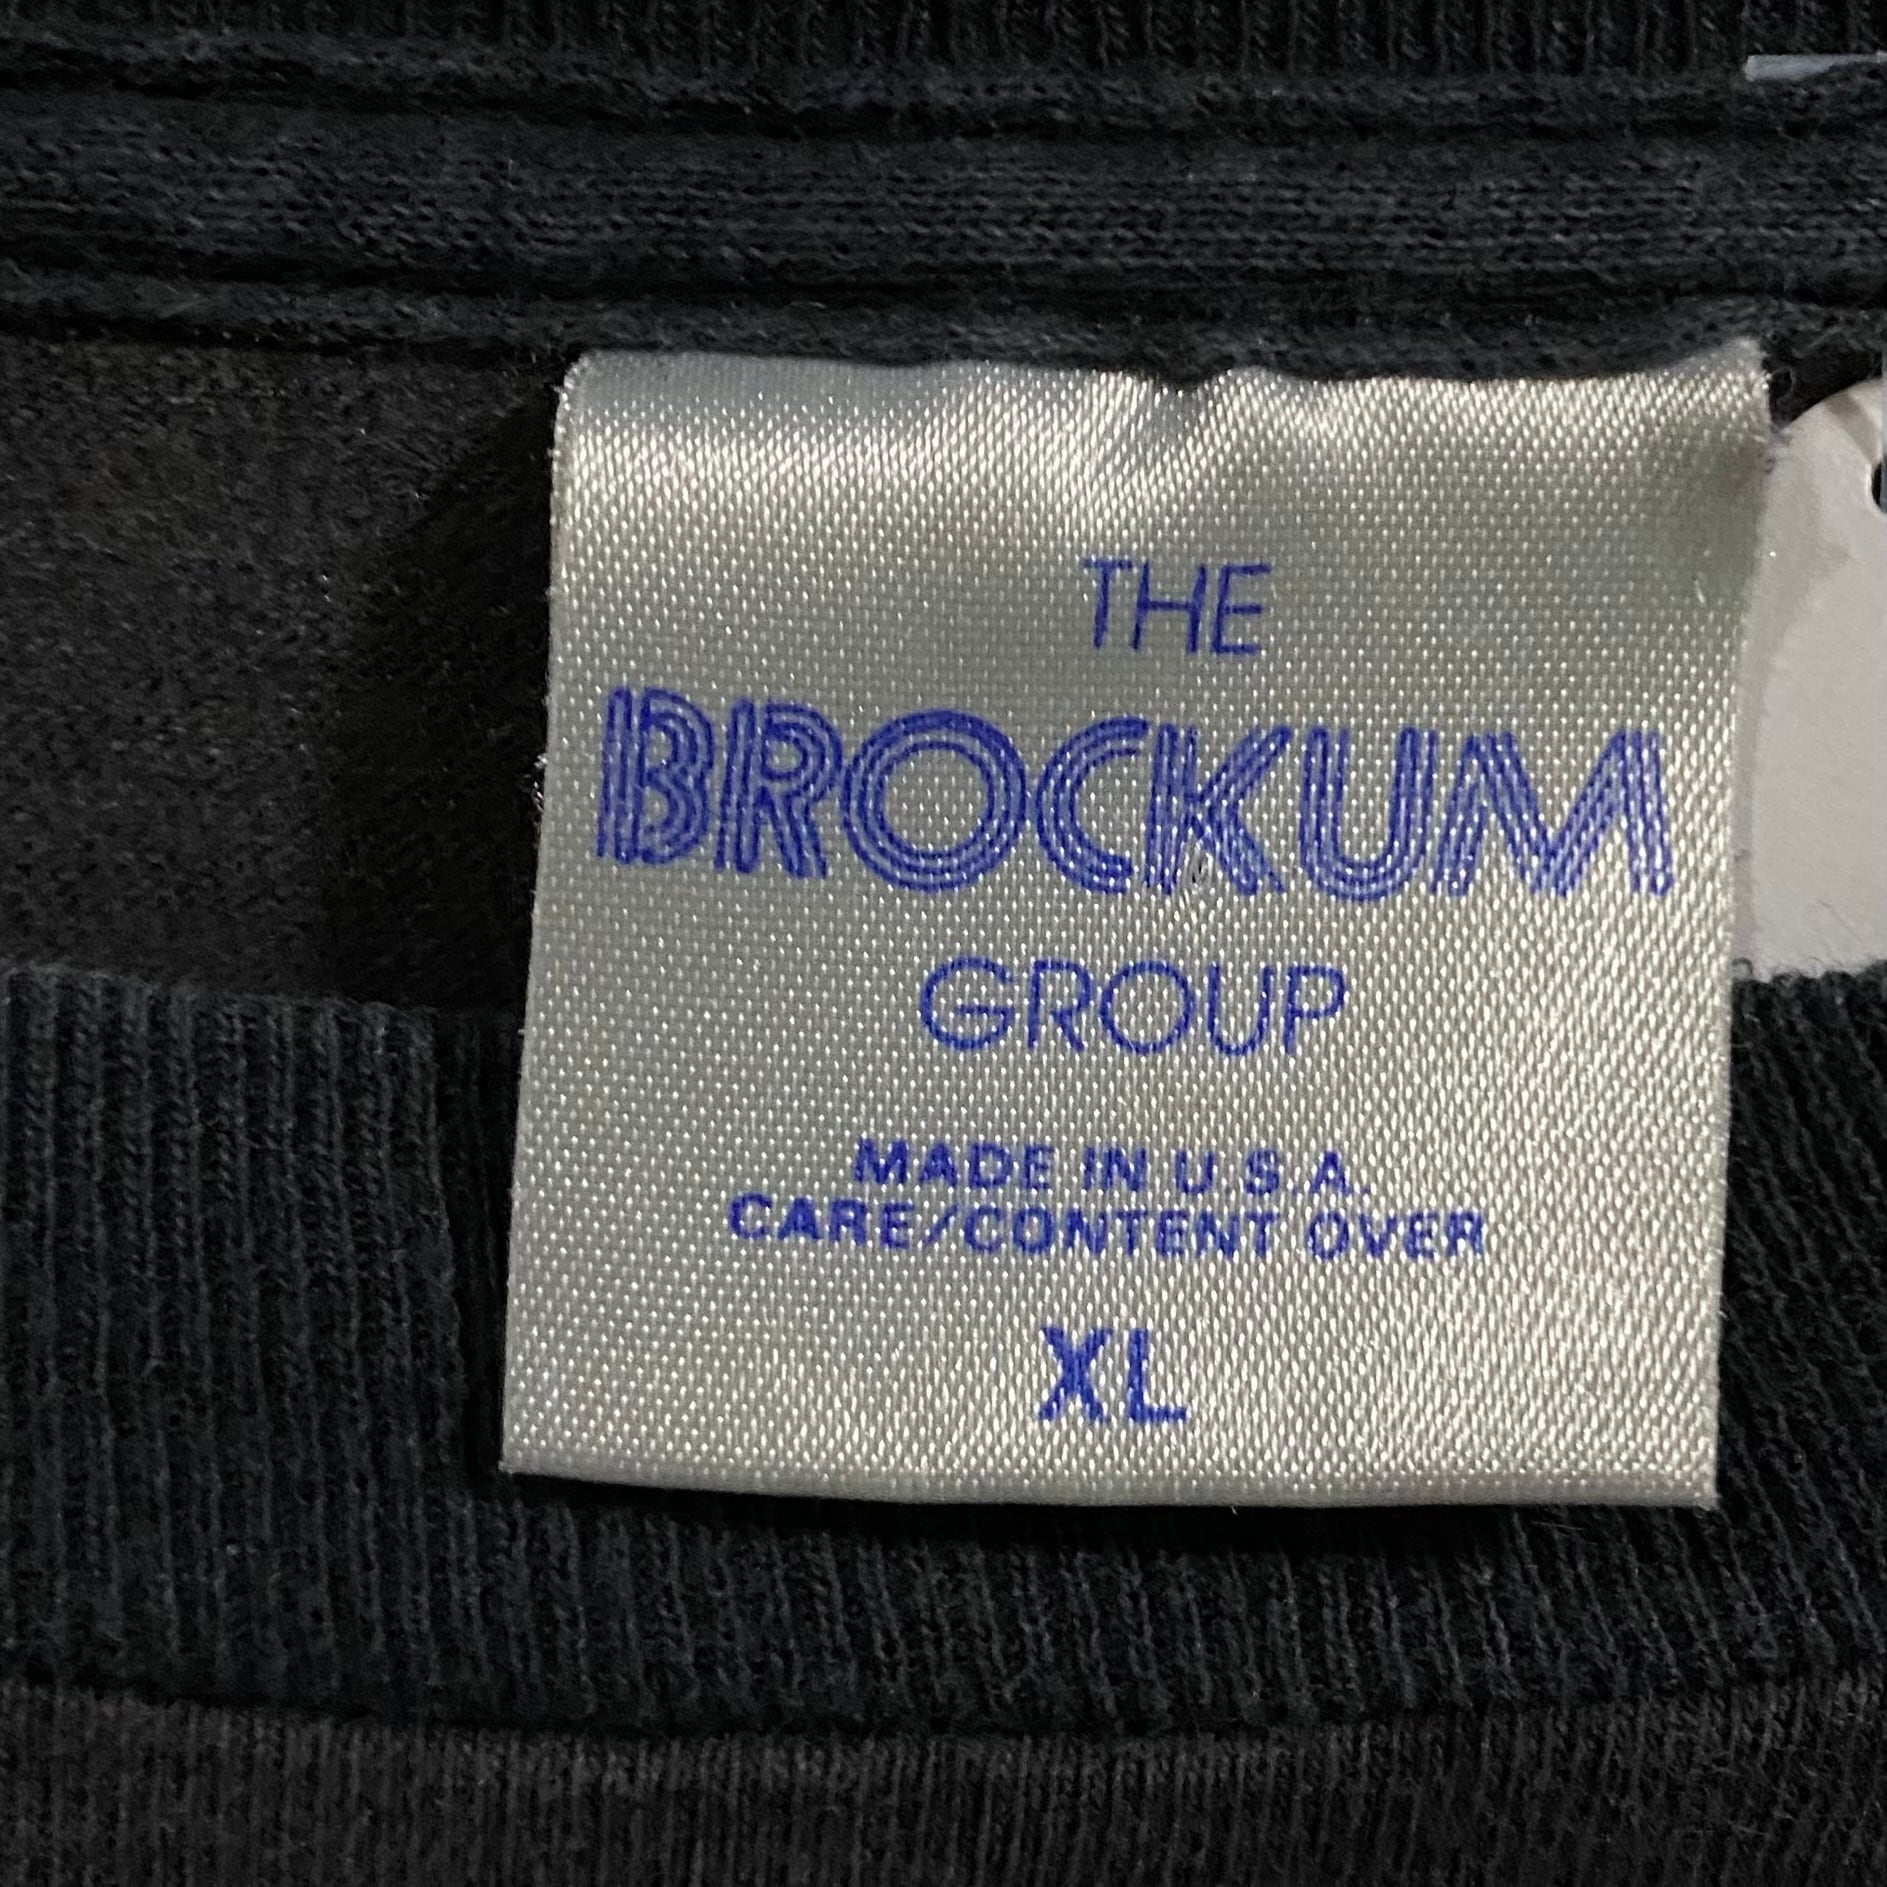 THE
BROCKUM
GROUP
MADE IN U.S.A.
CARE/CONTENT OVER
XL